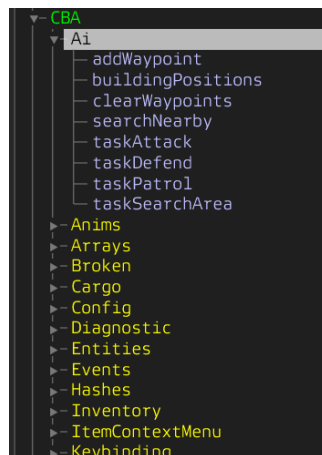 CBA
Ai
addWaypoint
buildingPositions
clearWaypoints
searchNearby
taskAttack
taskDefend
taskPatrol
taskSearchArea
Anims
Arrays
Broken
Cargo
Config
Diagnostic
Entities
Events
Hashes
Inventory
ItemContextMenu
Keybinding